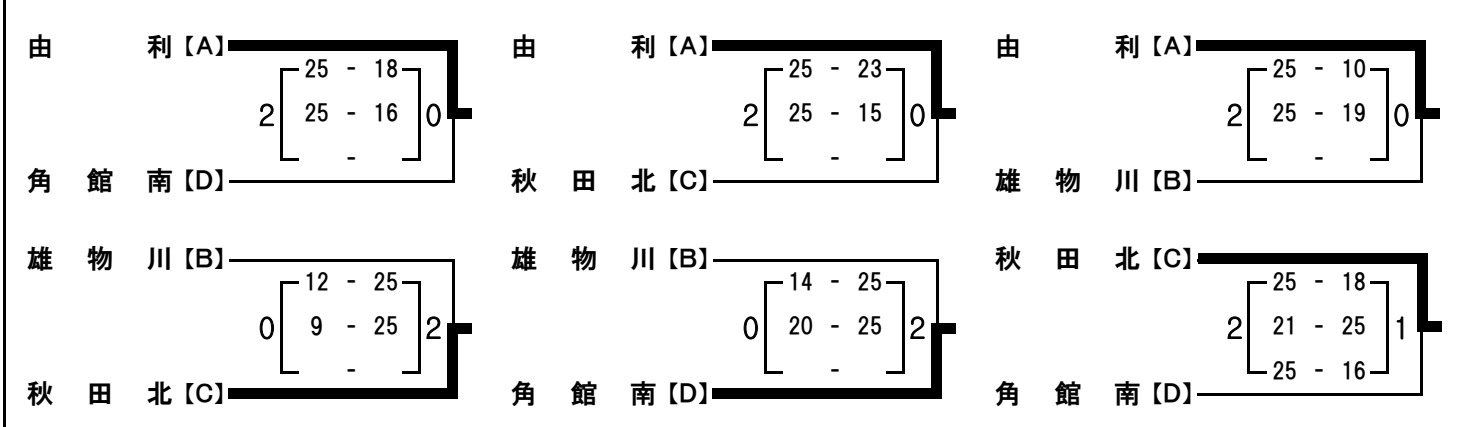 由 利【A】 由 利【A】 由 利【A】
25 - 18 25 - 23 25 - 10
2 25 - 16 0 2 25 - 15 0 2 25 - 19 0
- - -
角 館 南【D】 秋 田 北【C】 雄 物 川【B】
雄 物 川【B】 雄 物 川【B】 秋 田 北【C】
12 - 25 14 - 25 25 - 18
0 9 - 25 2 0 20 - 25 2 2 21 - 25 1
- - 25 - 16
秋 田 北【C】 角 館 南【D】 角 館 南【D】